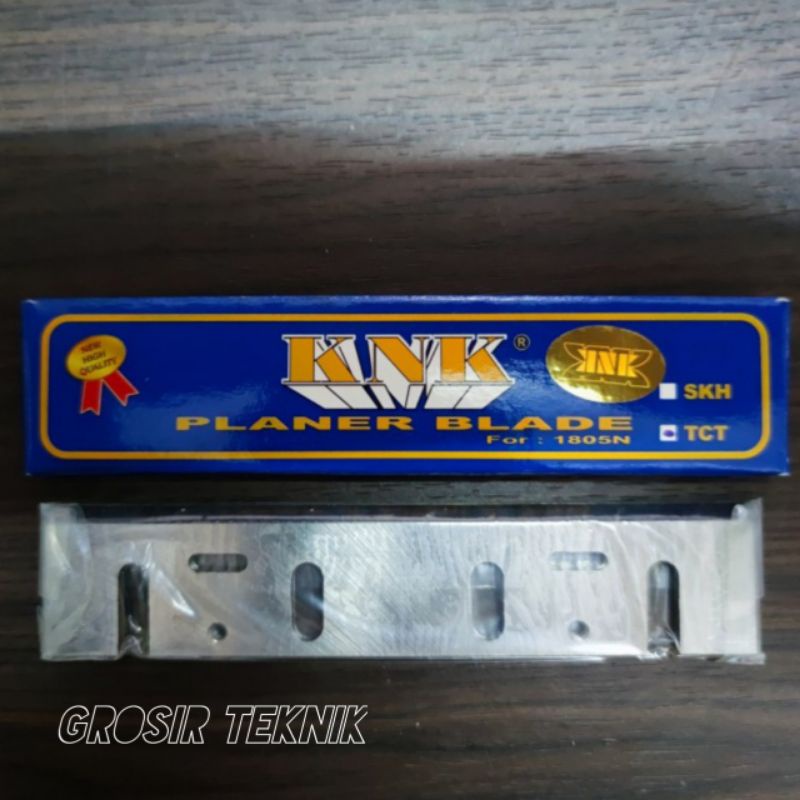 NEW
HIGH
QUALITY
KNK®
KNK
PLANER BLADE
For : 1805N
SKH
TCT
GROSIR TEKNIK